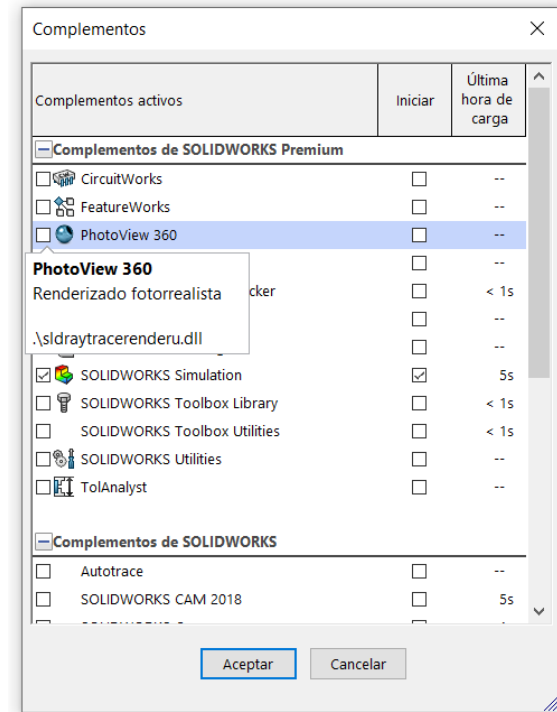 Complementos
Complementos activos
Iniciar
Última
hora de
carga
Complementos de SOLIDWORKS Premium
CircuitWorks --
FeatureWorks --
PhotoView 360 --
--
PhotoView 360
Renderizado fotorrealista
.\sldraytracerenderu.dll
cker < 1s
--
--
SOLIDWORKS Simulation 5s
SOLIDWORKS Toolbox Library < 1s
SOLIDWORKS Toolbox Utilities < 1s
SOLIDWORKS Utilities --
TolAnalyst --
Complementos de SOLIDWORKS
Autotrace --
SOLIDWORKS CAM 2018 5s
Aceptar
Cancelar